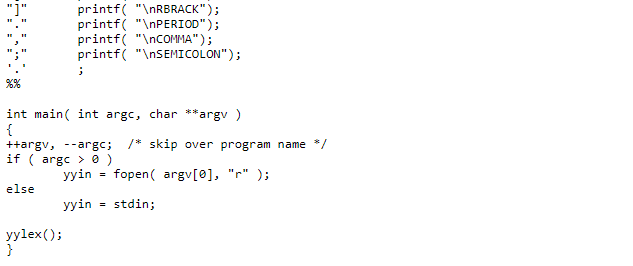 "]"       printf( "\nRBRACK");
"."       printf( "\nPERIOD");
","       printf( "\nCOMMA");
";"       printf( "\nSEMICOLON");
'.'       ;
%%

int main( int argc, char **argv )
{
++argv, --argc;  /* skip over program name */
if ( argc > 0 )
        yyin = fopen( argv[0], "r" );
else
        yyin = stdin;

yylex();
}